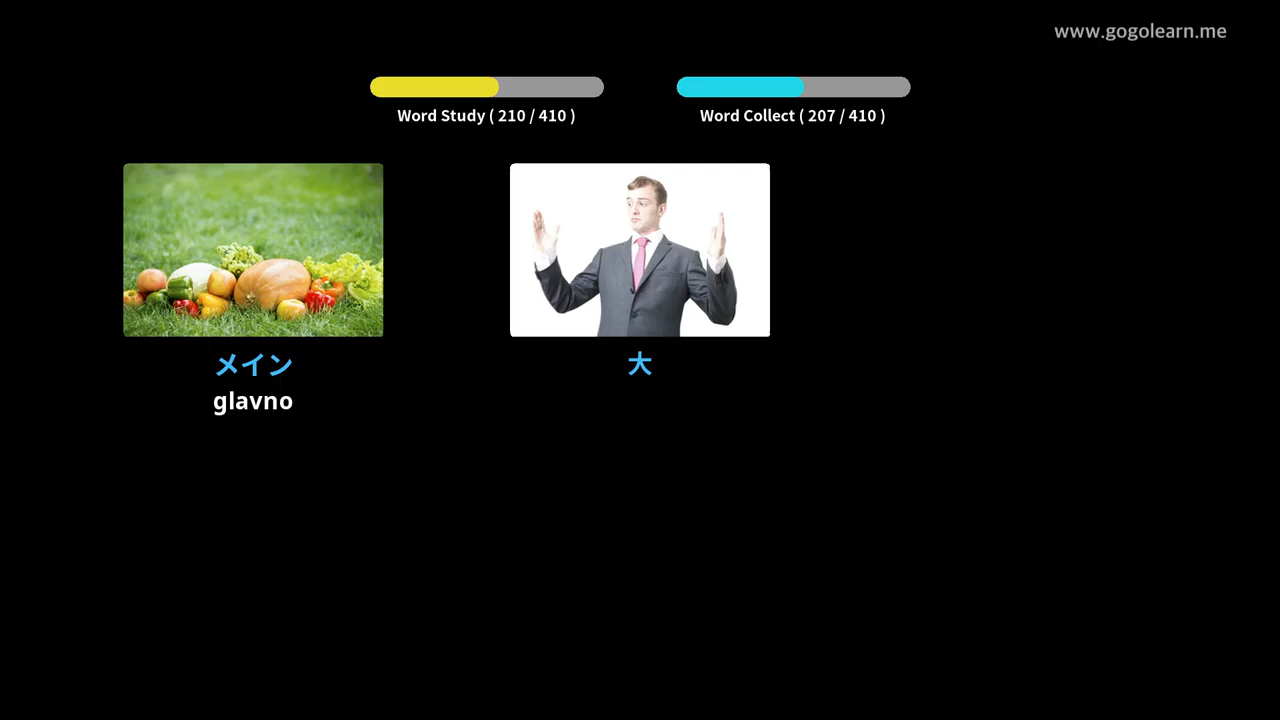 www.gogolearn.me
Word Study ( 210 / 410 )
Word Collect ( 207 / 410 )
メイン
glavno
大